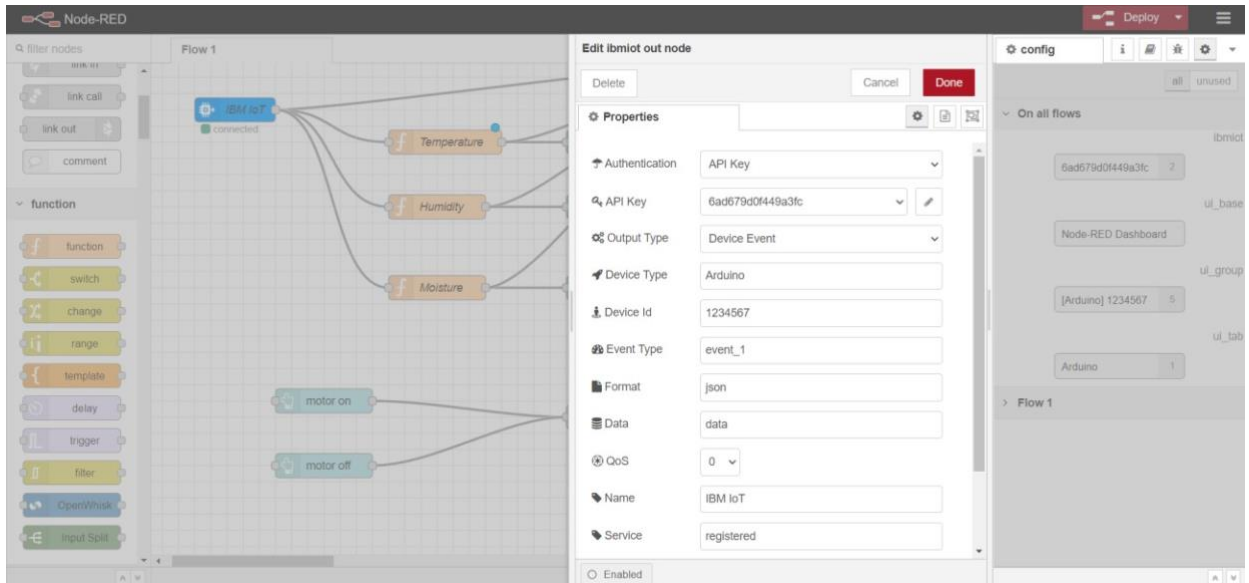 Node-RED
Deploy
filter nodes
link in
link call
link out
comment
function
function
switch
change
range
template
delay
trigger
filter
OpenWhisk
Input Split
Flow 1
IBM IoT
connected
Temperature
Humidity
Moisture
motor on
motor off
Edit ibmiot out node
Delete
Cancel
Done
Properties
Authentication
API Key
API Key
6ad679d0f449a3fc
Output Type
Device Event
Device Type
Arduino
Device Id
1234567
Event Type
event_1
Format
json
Data
data
QoS
0
Name
IBM IoT
Service
registered
Enabled
config
all unused
On all flows
ibmiot
6ad679d0f449a3fc 2
ui_base
Node-RED Dashboard
ui_group
[Arduino] 1234567 5
ui_tab
Arduino 1
Flow 1